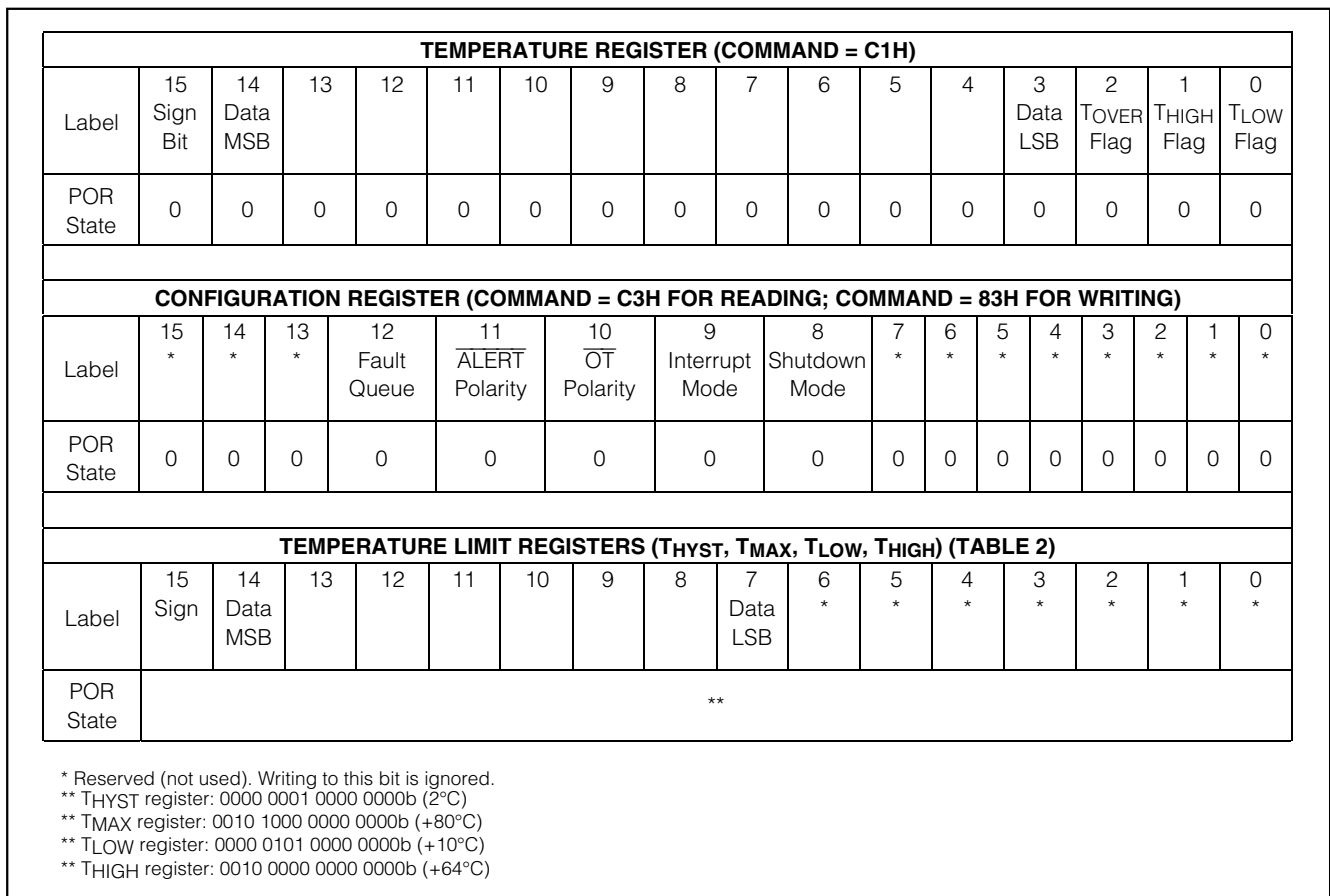 TEMPERATURE REGISTER (COMMAND = C1H)
Label 15 Sign Bit 14 Data MSB 13 12 11 10 9 8 7 6 5 4 3 Data LSB 2 TOVER Flag 1 THIGH Flag 0 TLOW Flag
POR State 0 0 0 0 0 0 0 0 0 0 0 0 0 0 0 0
CONFIGURATION REGISTER (COMMAND = C3H FOR READING; COMMAND = 83H FOR WRITING)
Label 15 * 14 * 13 * 12 Fault Queue 11 ALERT Polarity 10 OT Polarity 9 Interrupt Mode 8 Shutdown Mode 7 * 6 * 5 * 4 * 3 * 2 * 1 * 0 *
POR State 0 0 0 0 0 0 0 0 0 0 0 0 0 0 0 0
TEMPERATURE LIMIT REGISTERS (THYST, TMAX, TLOW, THIGH) (TABLE 2)
Label 15 Sign 14 Data MSB 13 12 11 10 9 8 7 Data LSB 6 * 5 * 4 * 3 * 2 * 1 * 0 *
POR State **
* Reserved (not used). Writing to this bit is ignored.
** THYST register: 0000 0001 0000 0000b (2°C)
** TMAX register: 0010 1000 0000 0000b (+80°C)
** TLOW register: 0000 0101 0000 0000b (+10°C)
** THIGH register: 0010 0000 0000 0000b (+64°C)